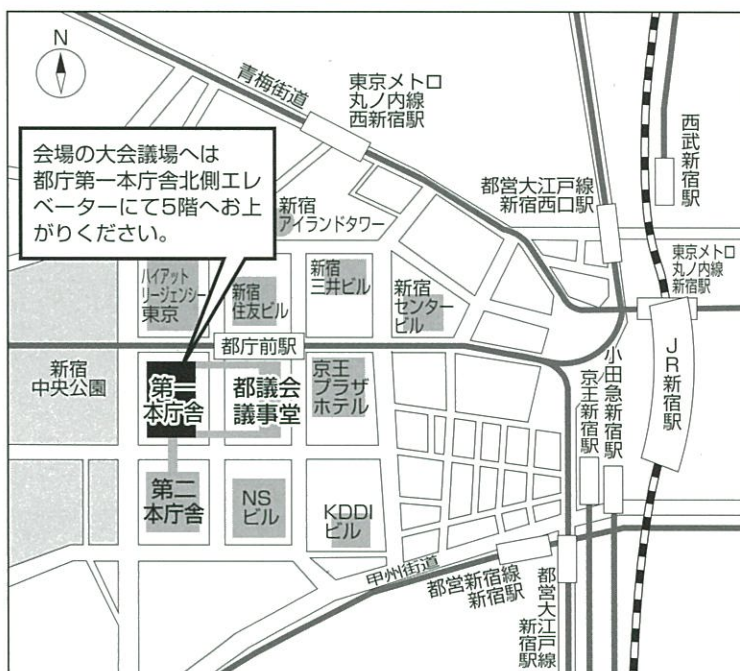 N
青梅街道
東京メトロ
丸ノ内線
西新宿駅
西武新宿駅
会場の大会議場へは
都庁第一本庁舎北側エレ
ベーターにて5階へお上
がりください。
都営大江戸線
新宿西口駅
新宿
アイランドタワー
東京メトロ
丸ノ内線
新宿駅
ハイアット
リージェンシー
東京
新宿
住友ビル
新宿
三井ビル
新宿
センター
ビル
都庁前駅
新宿
中央公園
第一
本庁舎
都議会
議事堂
京王
プラザ
ホテル
小田急新宿駅
京王新宿駅
JR新宿駅
第二
本庁舎
NS
ビル
KDDI
ビル
甲州街道
都営新宿線
新宿駅
都営大江戸線
新宿駅